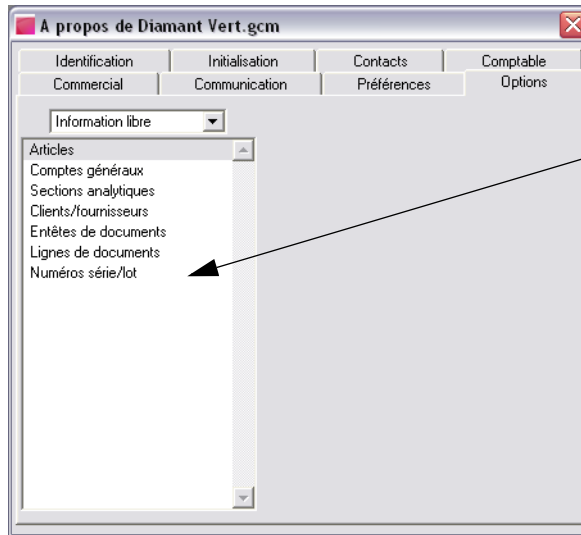 A propos de Diamant Vert.gcm
Identification Initialisation Contacts Comptable
Commercial Communication Préférences Options
Information libre
Articles
Comptes généraux
Sections analytiques
Clients/fournisseurs
Entêtes de documents
Lignes de documents
Numéros série/lot